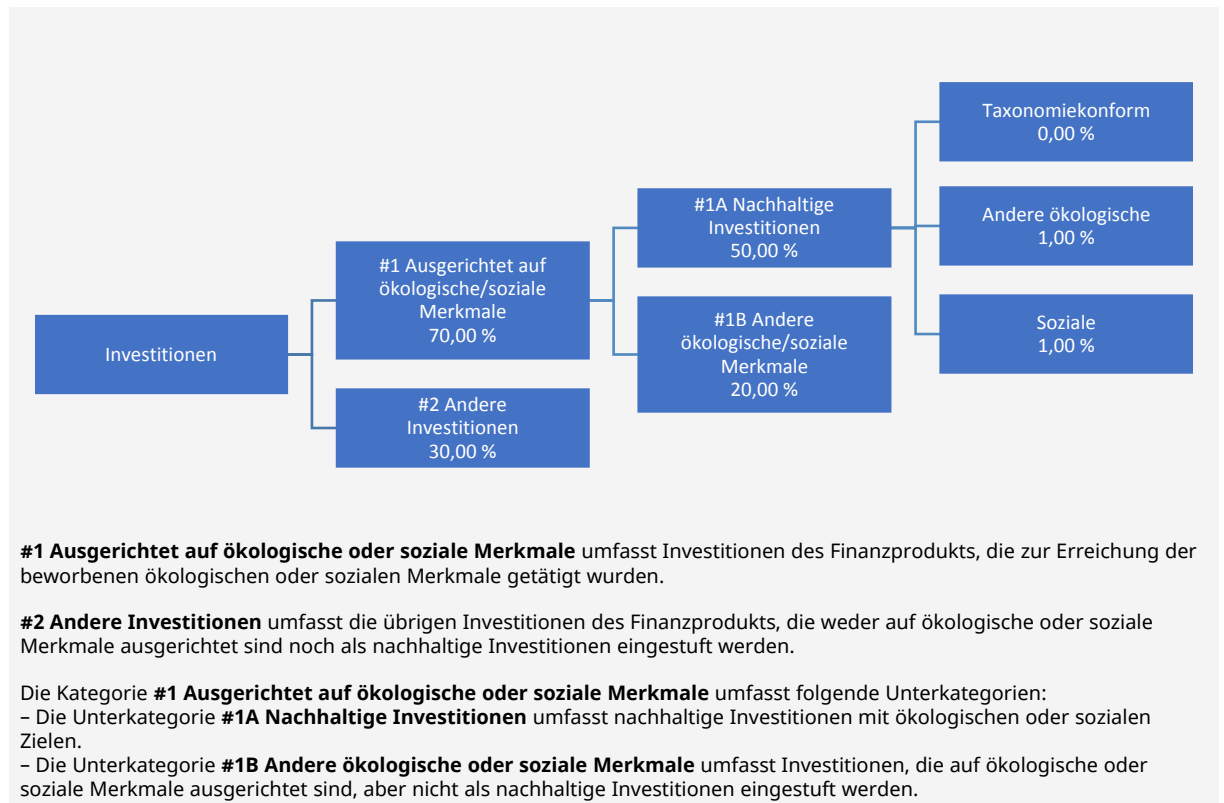 Investitionen
#1 Ausgerichtet auf
ökologische/soziale
Merkmale
70,00 %
#2 Andere
Investitionen
30,00 %
#1A Nachhaltige
Investitionen
50,00 %
#1B Andere
ökologische/soziale
Merkmale
20,00 %
Taxonomiekonform
0,00 %
Andere ökologische
1,00 %
Soziale
1,00 %
#1 Ausgerichtet auf ökologische oder soziale Merkmale umfasst Investitionen des Finanzprodukts, die zur Erreichung der
beworbenen ökologischen oder sozialen Merkmale getätigt wurden.
#2 Andere Investitionen umfasst die übrigen Investitionen des Finanzprodukts, die weder auf ökologische oder soziale
Merkmale ausgerichtet sind noch als nachhaltige Investitionen eingestuft werden.
Die Kategorie #1 Ausgerichtet auf ökologische oder soziale Merkmale umfasst folgende Unterkategorien:
– Die Unterkategorie #1A Nachhaltige Investitionen umfasst nachhaltige Investitionen mit ökologischen oder sozialen
Zielen.
– Die Unterkategorie #1B Andere ökologische oder soziale Merkmale umfasst Investitionen, die auf ökologische oder
soziale Merkmale ausgerichtet sind, aber nicht als nachhaltige Investitionen eingestuft werden.